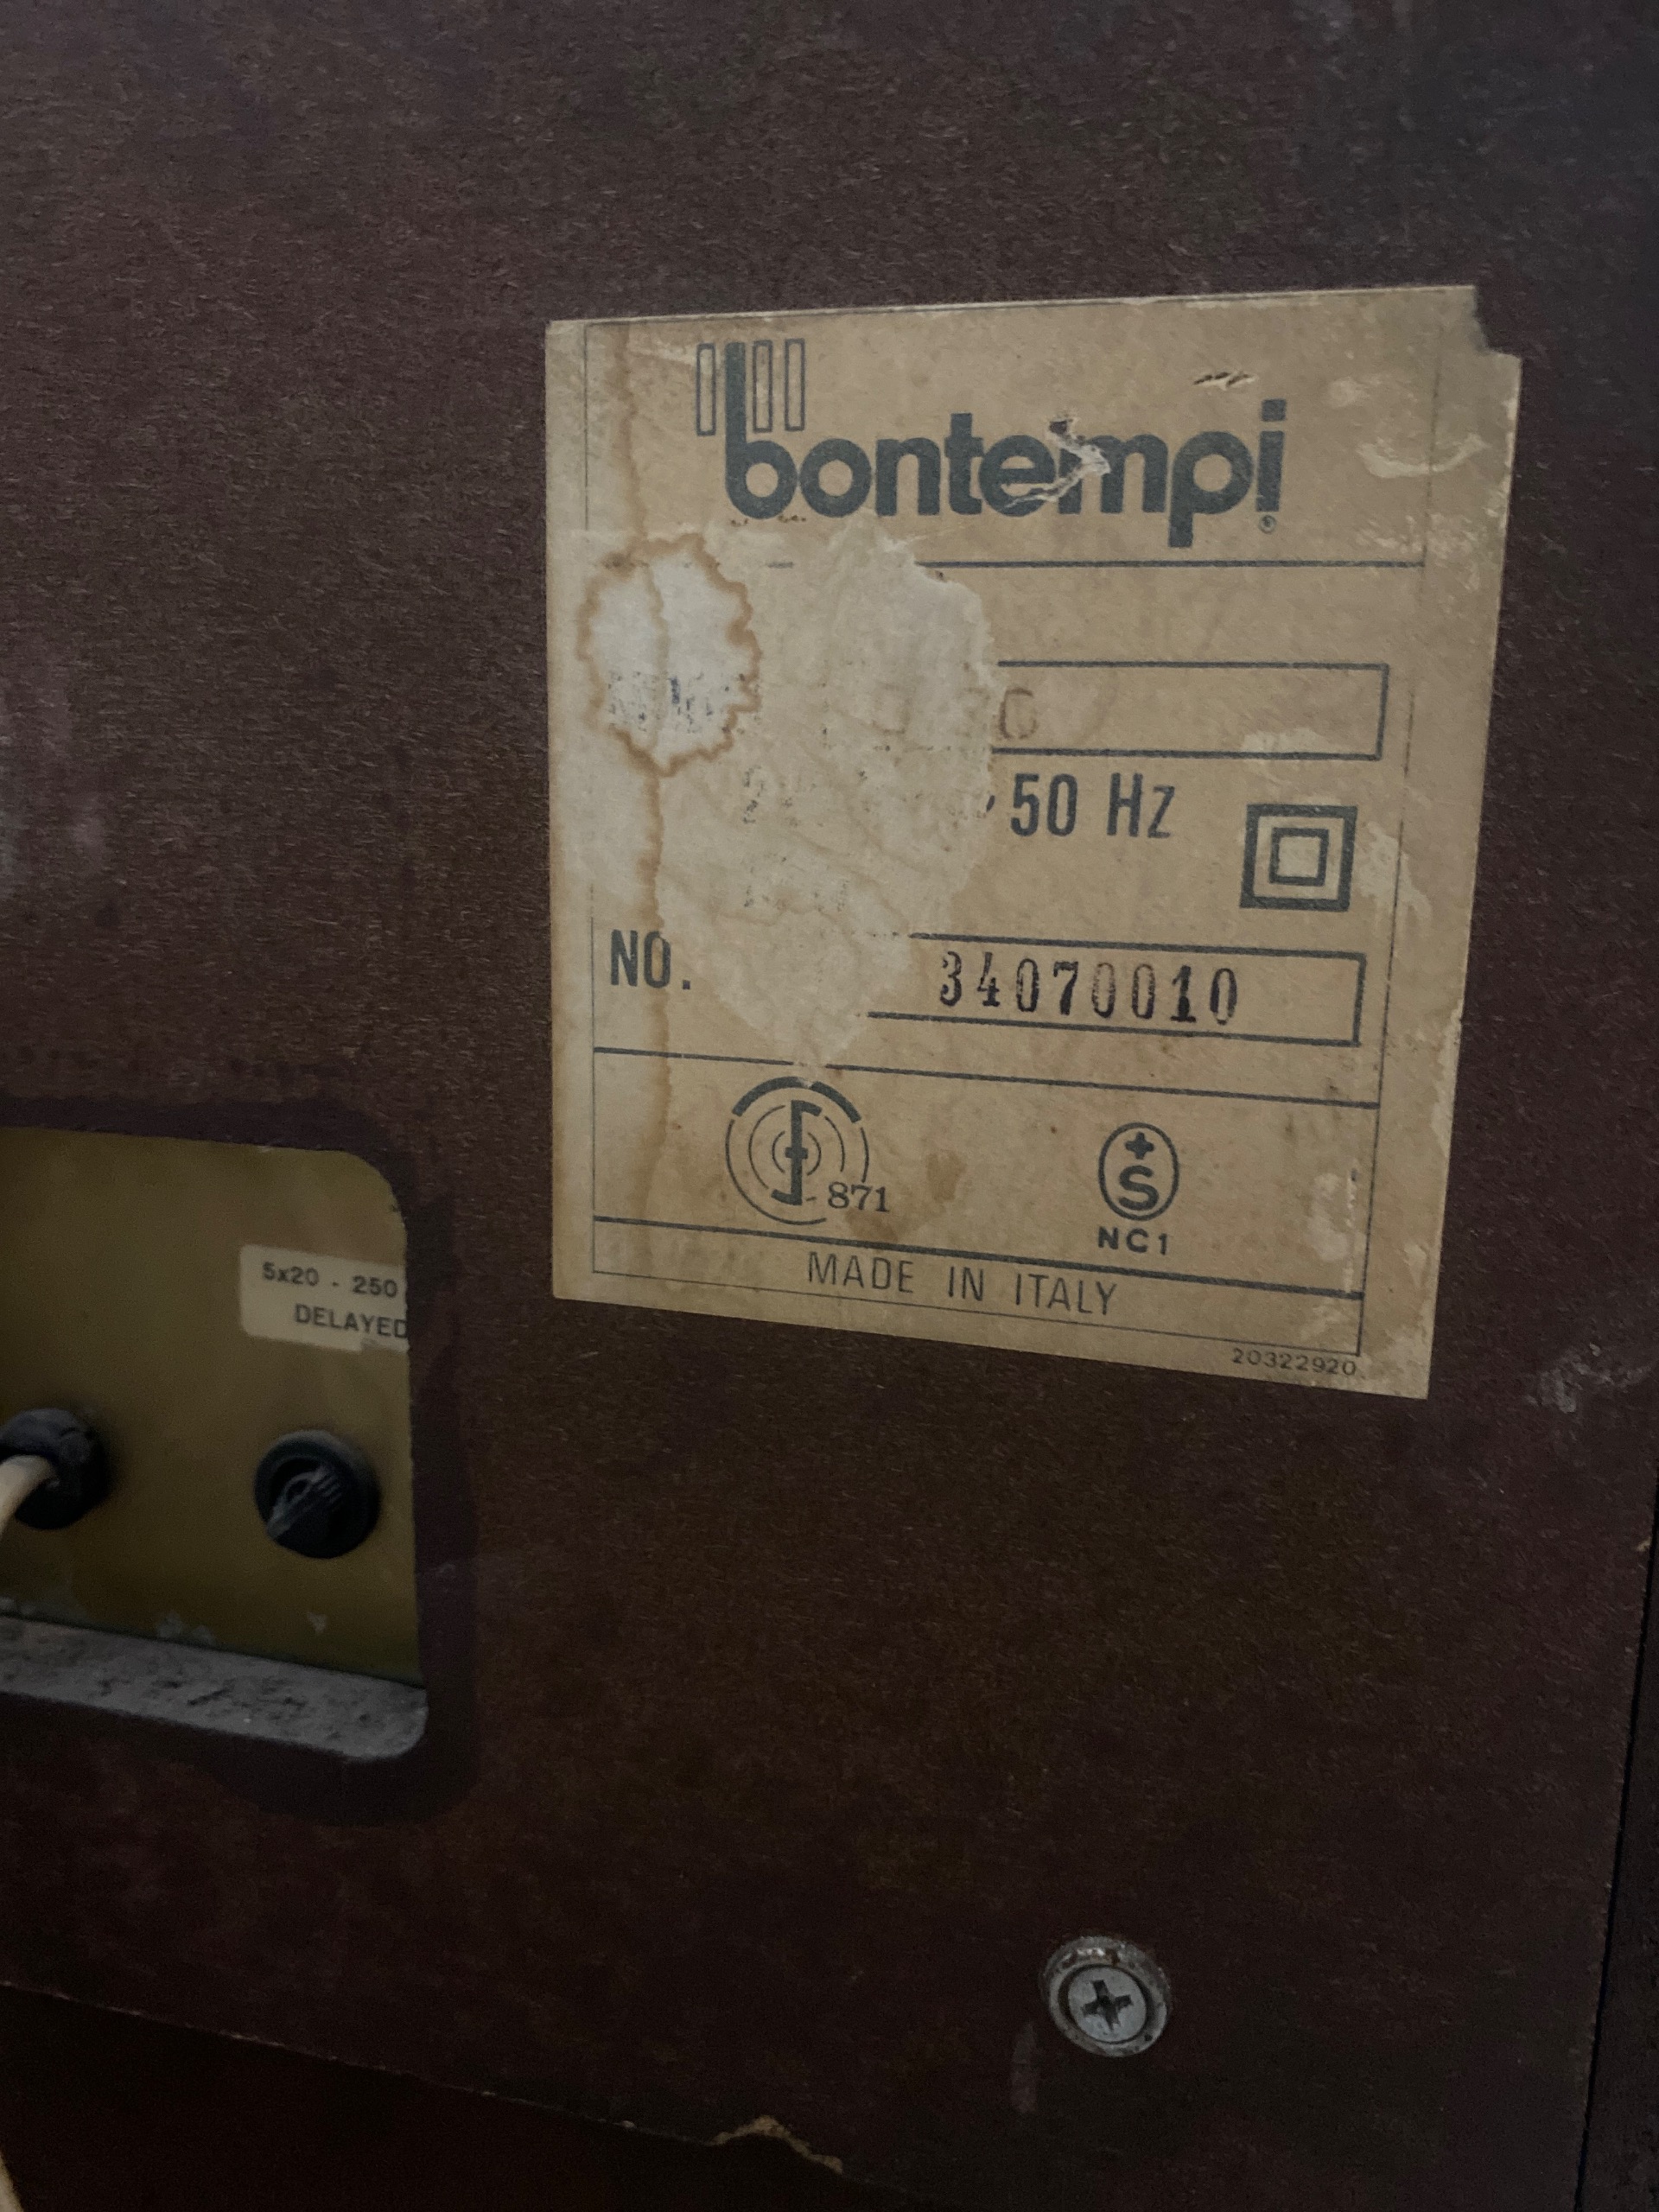 bontempi
50 Hz
NO. 34070010
871
+S
NC1
MADE IN ITALY
20322920
5x20 - 250
DELAYED